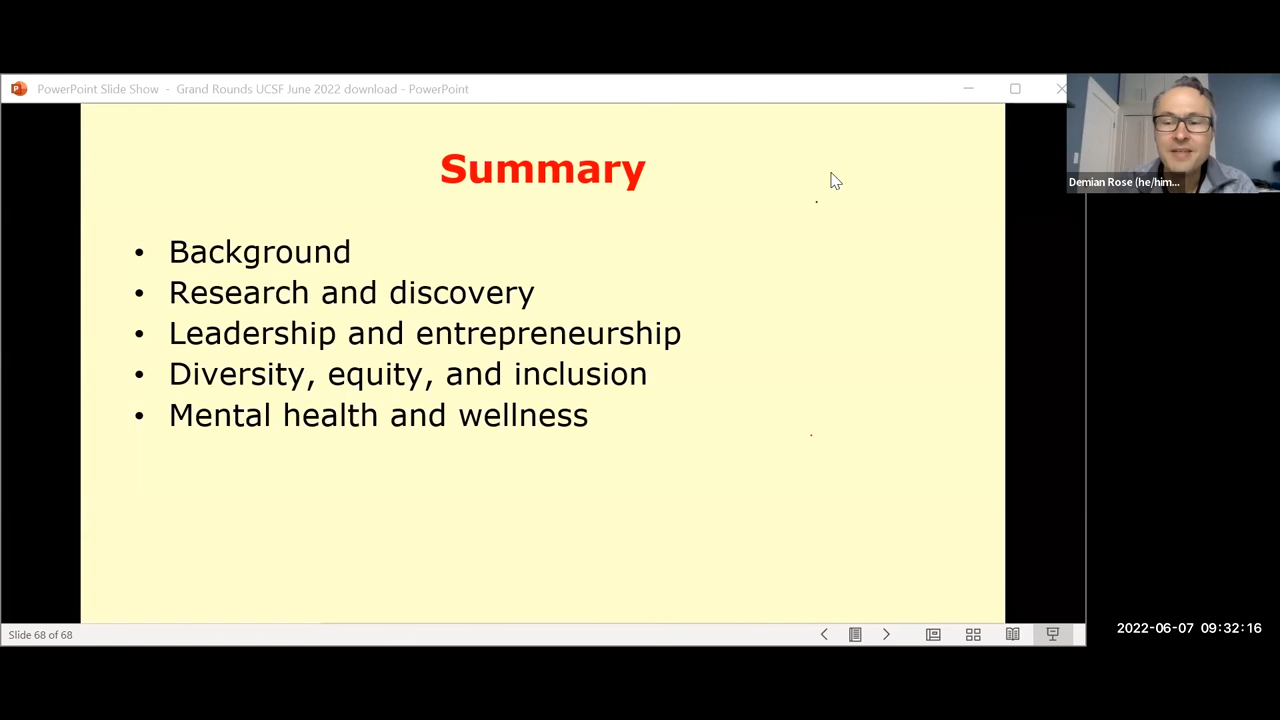 PowerPoint Slide Show - Grand Rounds UCSF June 2022 download - PowerPoint
Demian Rose (he/him...
Summary
• Background
• Research and discovery
• Leadership and entrepreneurship
• Diversity, equity, and inclusion
• Mental health and wellness
2022-06-07 09:32:16
Slide 68 of 68